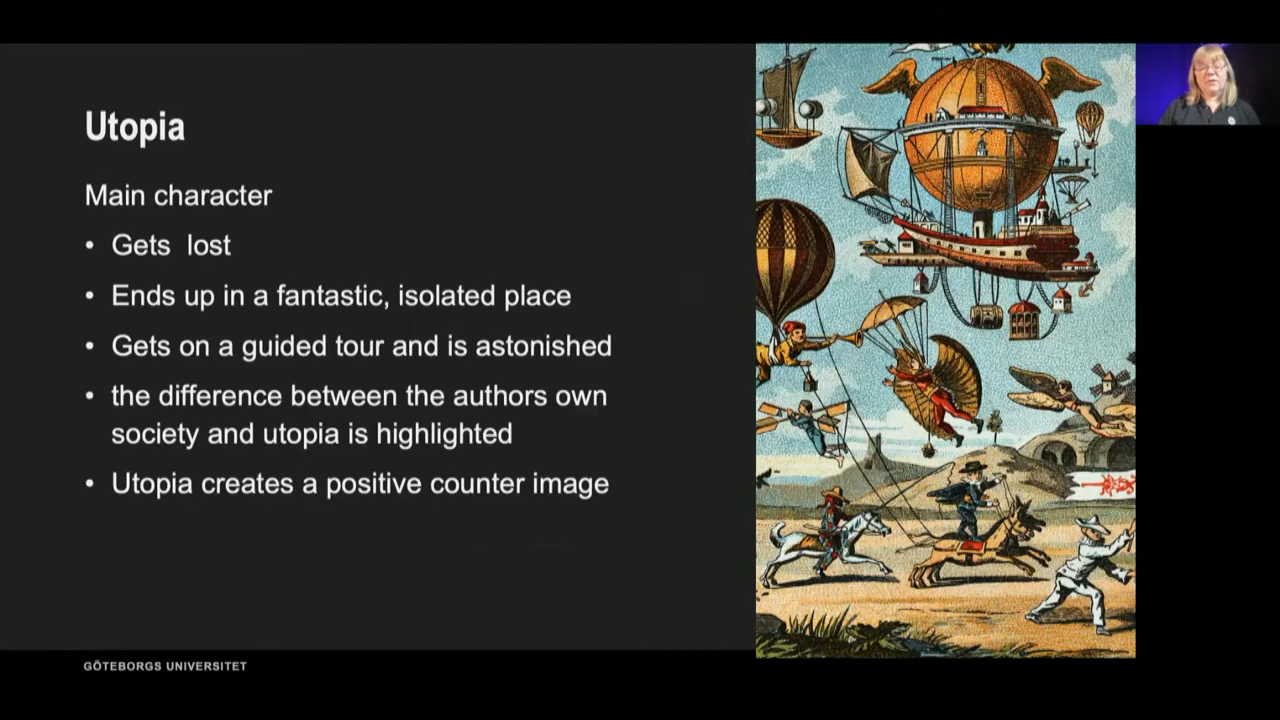 Utopia
Main character
• Gets  lost
• Ends up in a fantastic, isolated place
• Gets on a guided tour and is astonished
• the difference between the authors own
society and utopia is highlighted
• Utopia creates a positive counter image
GÖTEBORGS UNIVERSITET